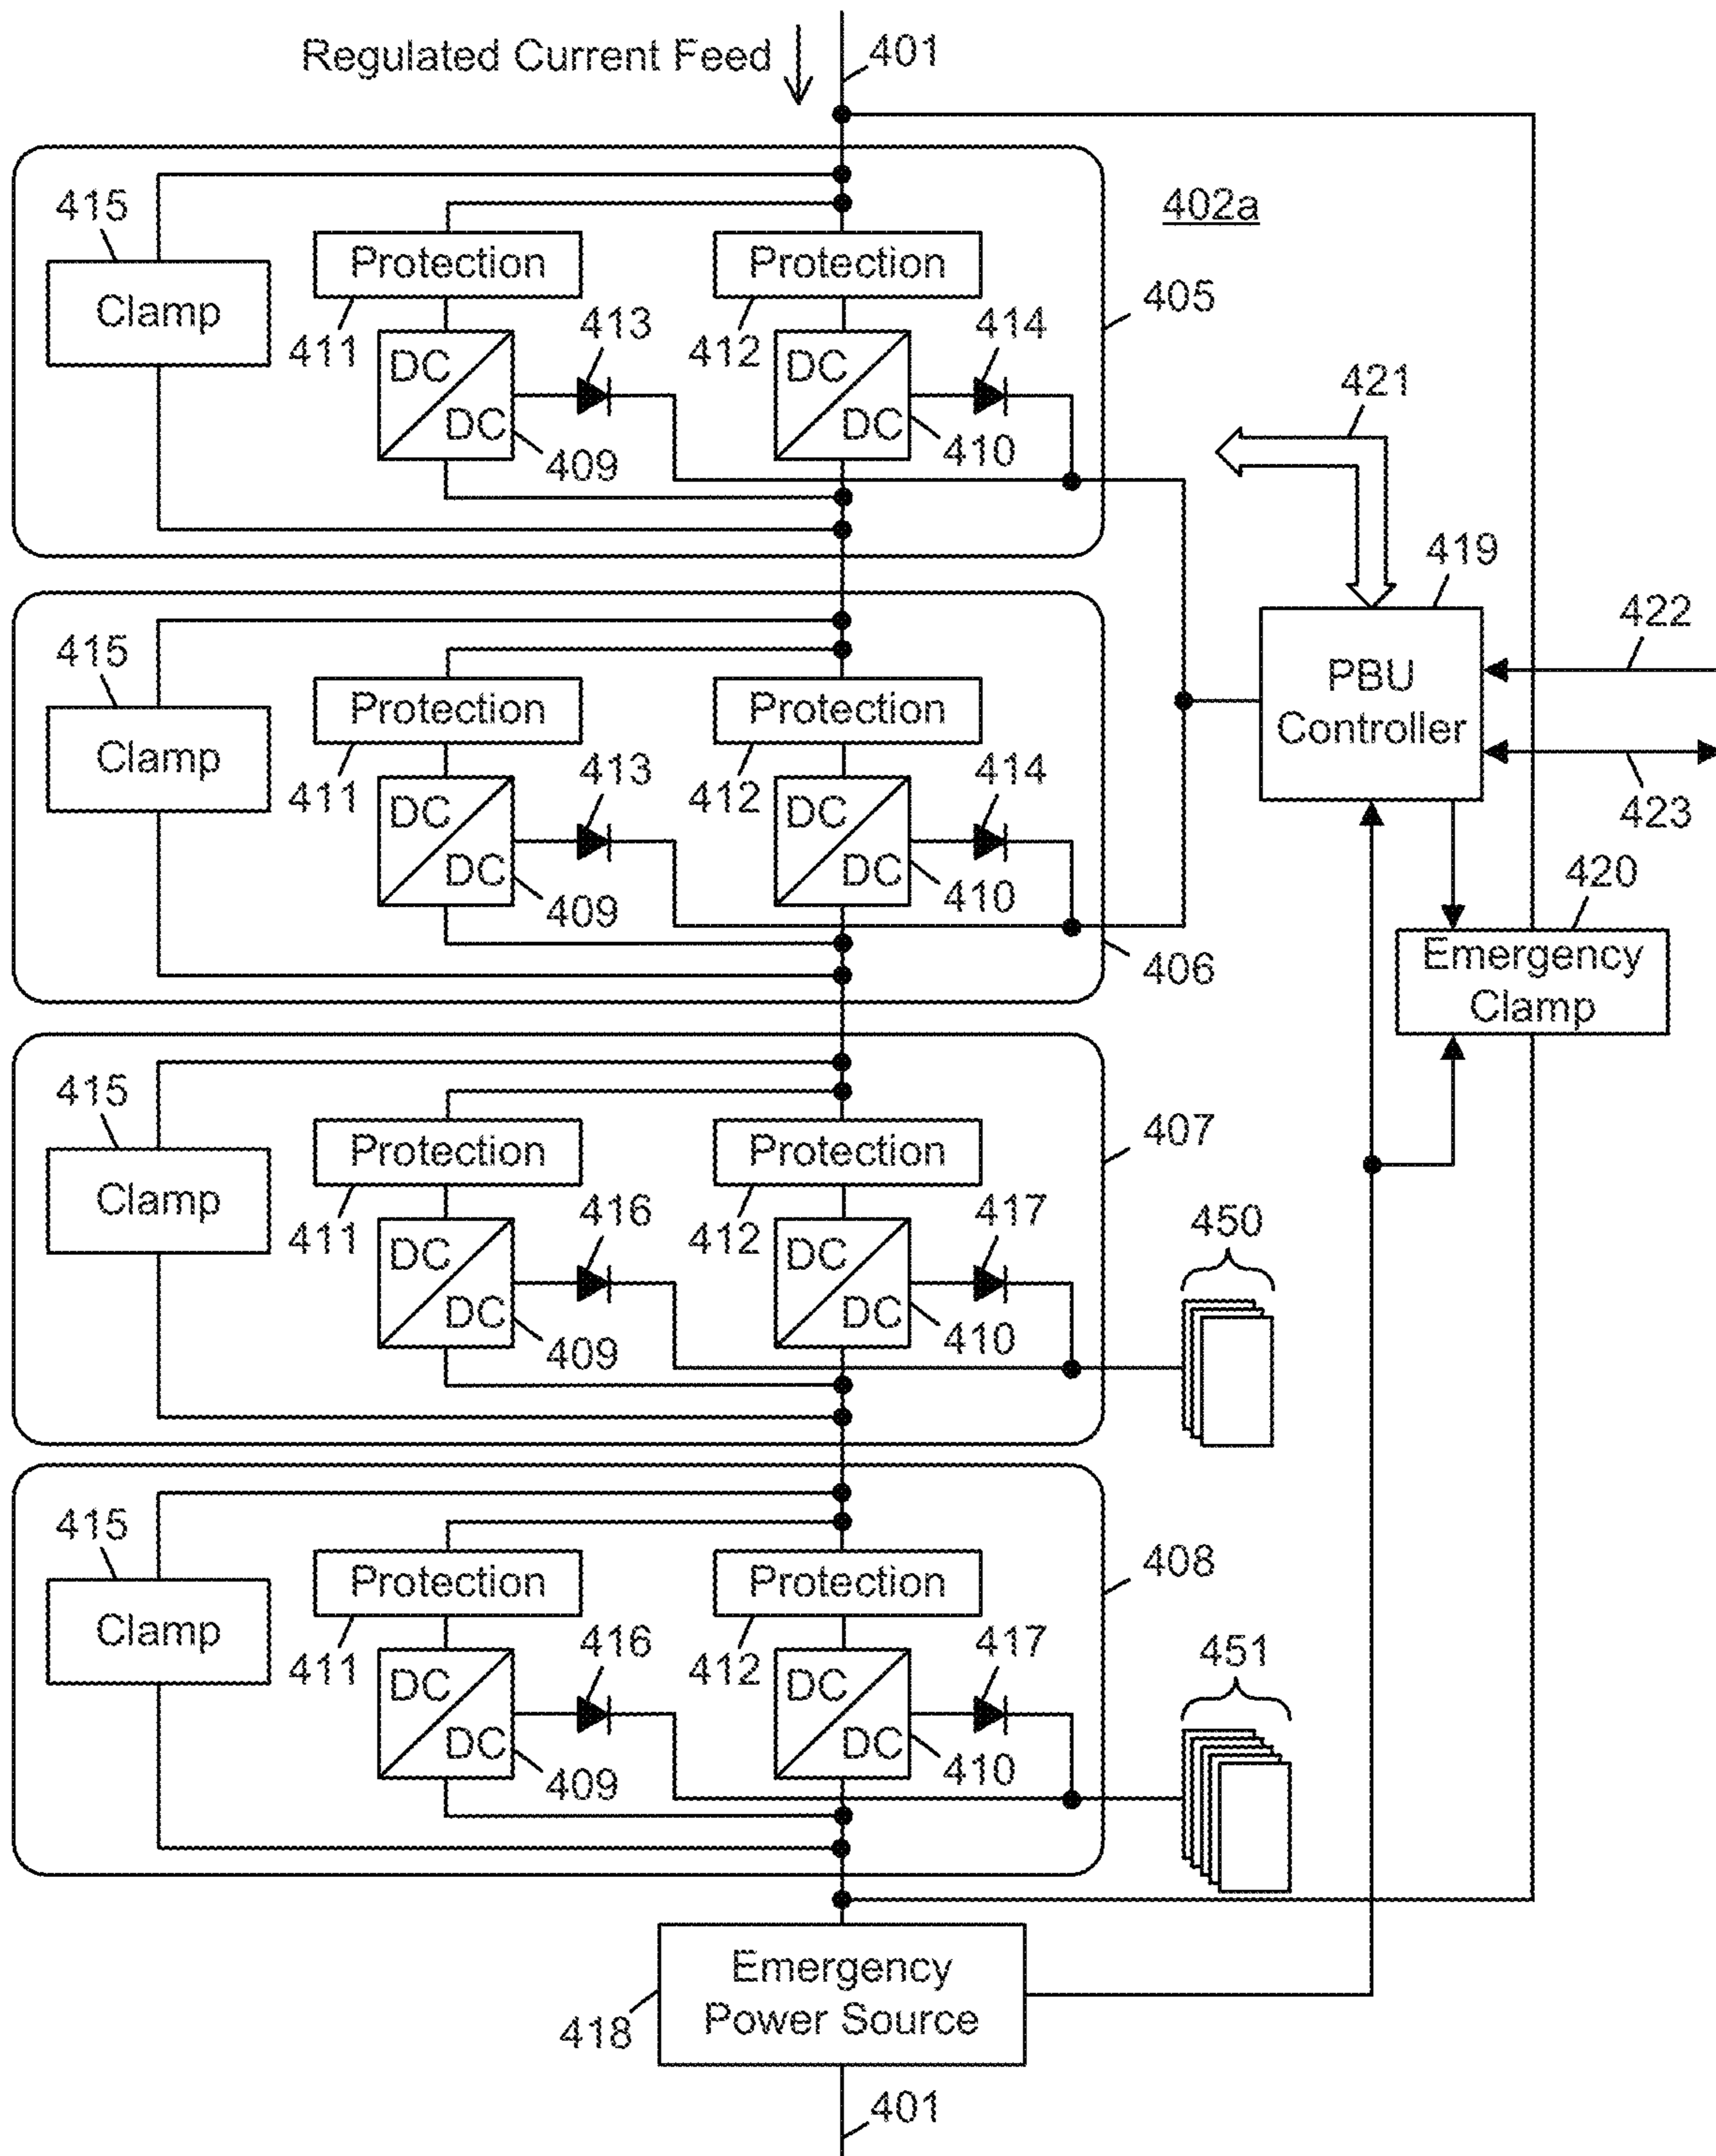 Regulated Current Feed
401
402a
415
Protection
Protection
405
Clamp
411
413
412
414
DC
DC
DC
DC
409
410
421
419
422
415
Protection
Protection
PBU
Controller
Clamp
411
413
412
414
423
DC
DC
DC
DC
409
410
420
406
Emergency
Clamp
415
Protection
Protection
407
Clamp
411
416
412
417
450
DC
DC
DC
DC
409
410
415
Protection
Protection
408
Clamp
411
416
412
417
451
DC
DC
DC
DC
409
410
Emergency
Power Source
418
401